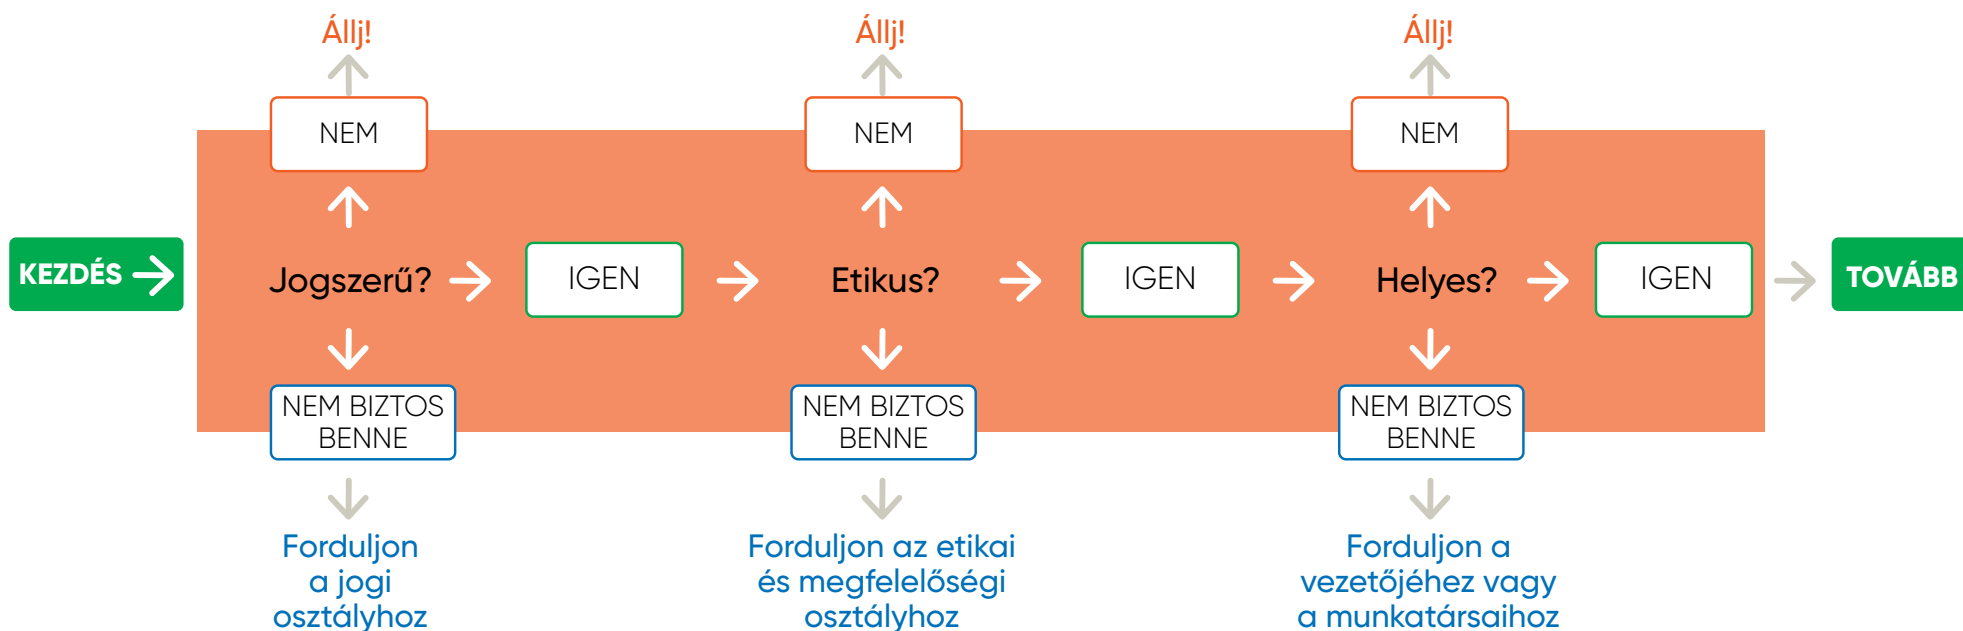 Állj!
Állj!
Állj!
NEM
NEM
NEM
KEZDÉS
Jogszerű?
IGEN
Etikus?
IGEN
Helyes?
IGEN
TOVÁBB
NEM BIZTOS
BENNE
NEM BIZTOS
BENNE
NEM BIZTOS
BENNE
Forduljon
a jogi
osztályhoz
Forduljon az etikai
és megfelelőségi
osztályhoz
Forduljon a
vezetőjéhez vagy
a munkatársaihoz